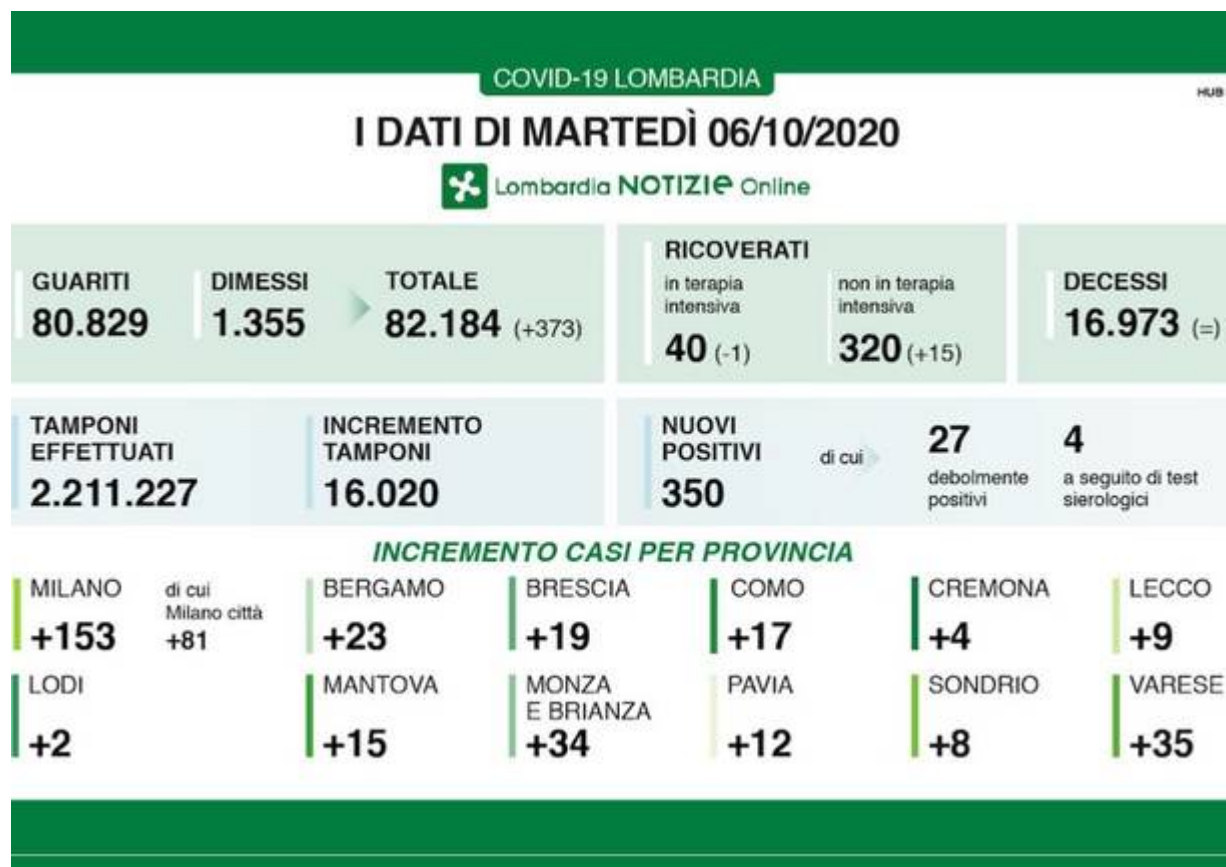 COVID-19 LOMBARDIA
HUB
I DATI DI MARTEDÌ 06/10/2020
Lombardia NOTIZIE Online
GUARITI
80.829
DIMESSI
1.355
TOTALE
82.184 (+373)
RICOVERATI
in terapia
intensiva
40 (-1)
non in terapia
intensiva
320 (+15)
DECESSI
16.973 (=)
TAMPONI
EFFETTUATI
2.211.227
INCREMENTO
TAMPONI
16.020
NUOVI
POSITIVI
350
di cui
27
debolmente
positivi
4
a seguito di test
sierologici
INCREMENTO CASI PER PROVINCIA
MILANO
+153
di cui
Milano città
+81
BERGAMO
+23
BRESCIA
+19
COMO
+17
CREMONA
+4
LECCO
+9
LODI
+2
MANTOVA
+15
MONZA
E BRIANZA
+34
PAVIA
+12
SONDRIO
+8
VARESE
+35